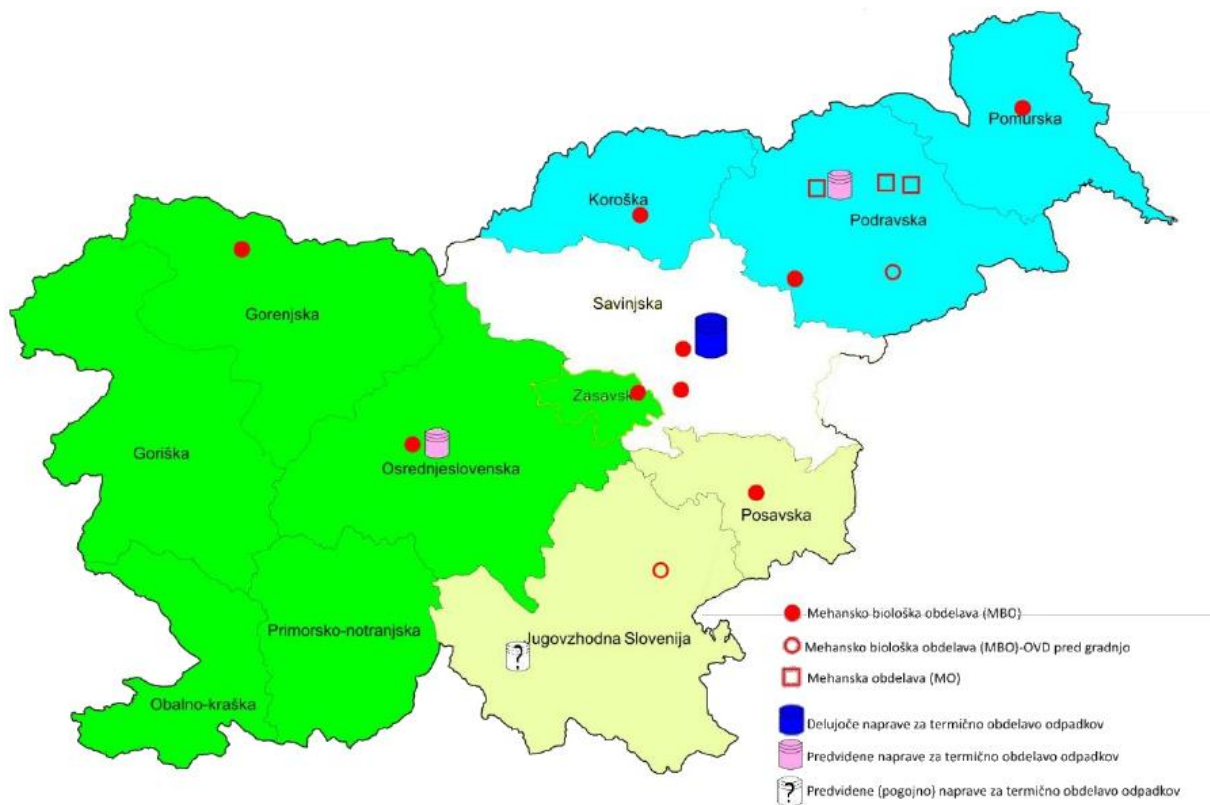 Pomurska
Koroška
Podravska
Savinjska
Gorenjska
Zasavska
Goriška
Osrednjeslovenska
Posavska
Primorsko-notranjska
Jugovzhodna Slovenija
?
Obalno-kraška
Mehansko biološka obdelava (MBO)
Mehansko biološka obdelava (MBO)-OVD pred gradnjo
Mehanska obdelava (MO)
Delujoče naprave za termično obdelavo odpadkov
Predvidene naprave za termično obdelavo odpadkov
? Predvidene (pogojno) naprave za termično obdelavo odpadkov